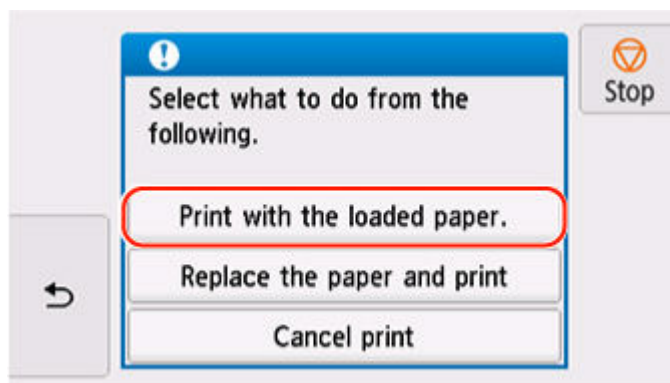 Select what to do from the
following.
Stop
Print with the loaded paper.
Replace the paper and print
Cancel print